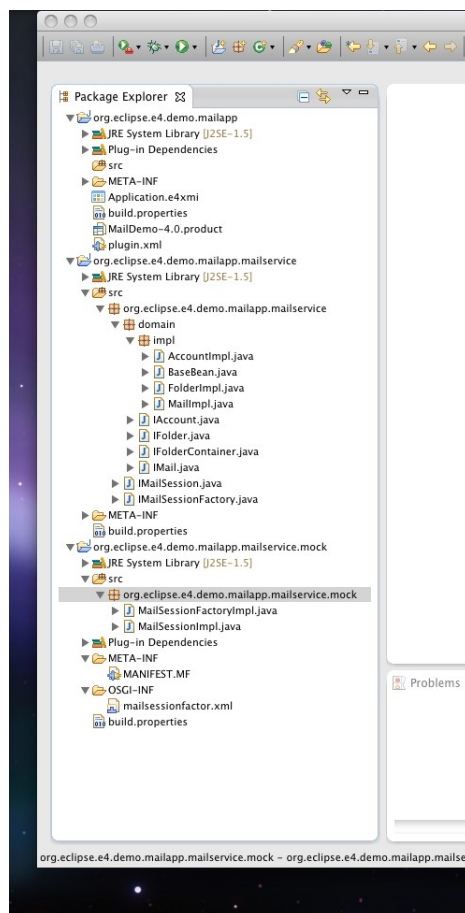 Package Explorer
org.eclipse.e4.demo.mailapp
JRE System Library [J2SE-1.5]
Plug-in Dependencies
src
META-INF
Application.e4xmi
build.properties
MailDemo-4.0.product
plugin.xml
org.eclipse.e4.demo.mailapp.mailservice
JRE System Library [J2SE-1.5]
src
org.eclipse.e4.demo.mailapp.mailservice
domain
impl
AccountImpl.java
BaseBean.java
FolderImpl.java
MailImpl.java
IAccount.java
IFolder.java
IFolderContainer.java
IMail.java
IMailSession.java
IMailSessionFactory.java
META-INF
build.properties
org.eclipse.e4.demo.mailapp.mailservice.mock
JRE System Library [J2SE-1.5]
src
org.eclipse.e4.demo.mailapp.mailservice.mock
MailSessionFactoryImpl.java
MailSessionImpl.java
Plug-in Dependencies
META-INF
MANIFEST.MF
OSGI-INF
mailsessionfactor.xml
build.properties
Problems
org.eclipse.e4.demo.mailapp.mailservice.mock - org.eclipse.e4.demo.mailapp.mailse